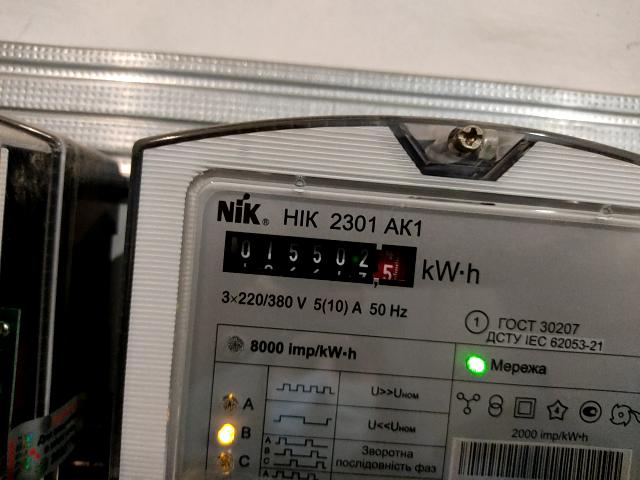 NiK® НІК 2301 АК1
015502,5 kW·h
3×220/380 V 5(10) A 50 Hz
1 ГОСТ 30207
ДСТУ IEC 62053-21
8000 imp/kW·h
Мережа
A
U>>Uном
B
U<<Uном
2000 imp/kW·h
C
A
B
C
Зворотна
послідовність фаз
A